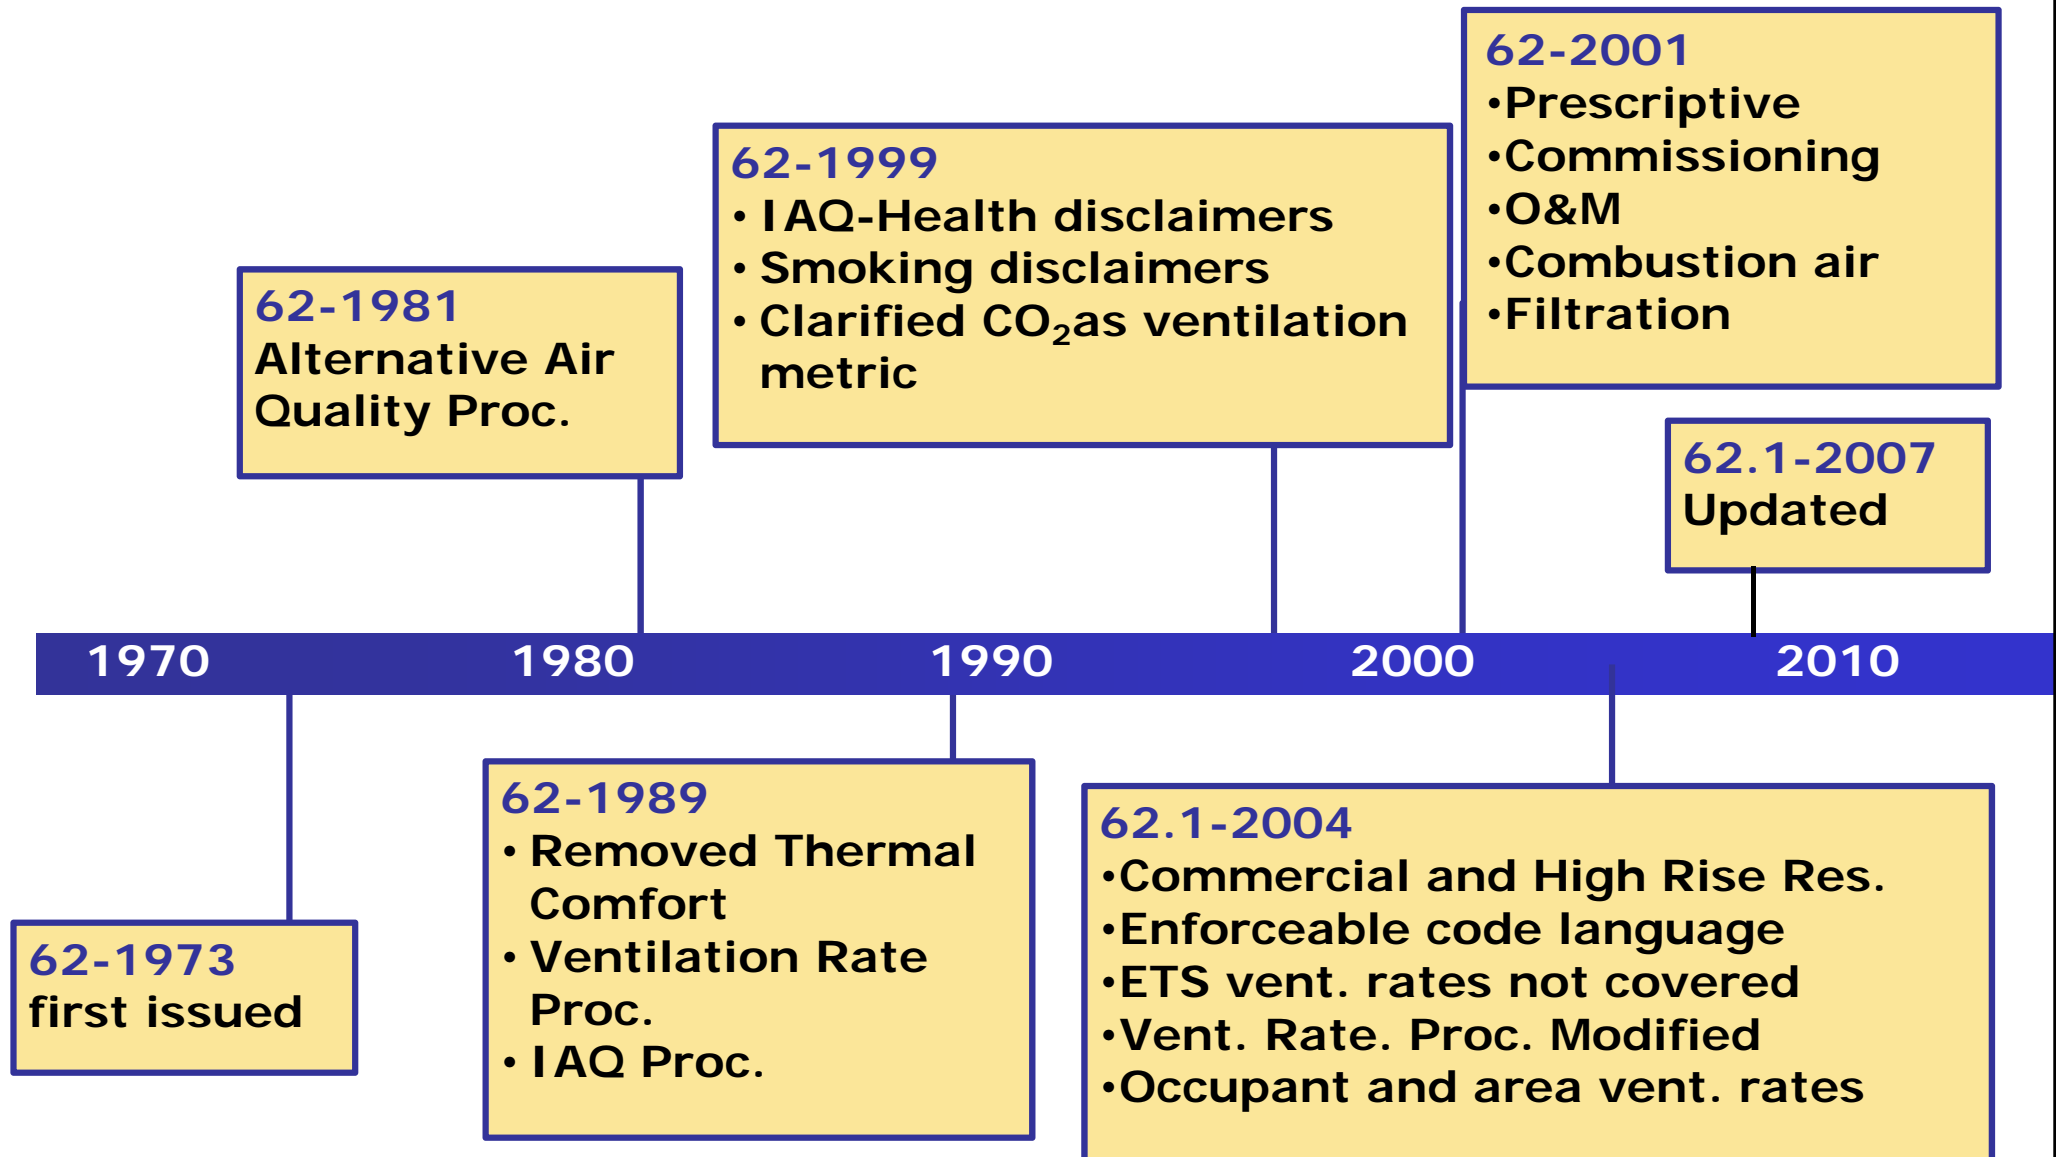 62-2001
•Prescriptive
•Commissioning
•O&M
•Combustion air
•Filtration
62-1999
• IAQ-Health disclaimers
• Smoking disclaimers
• Clarified CO₂as ventilation
metric
62-1981
Alternative Air
Quality Proc.
62.1-2007
Updated
1970 1980 1990 2000 2010
62-1973
first issued
62-1989
• Removed Thermal
Comfort
• Ventilation Rate
Proc.
• IAQ Proc.
62.1-2004
•Commercial and High Rise Res.
•Enforceable code language
•ETS vent. rates not covered
•Vent. Rate. Proc. Modified
•Occupant and area vent. rates